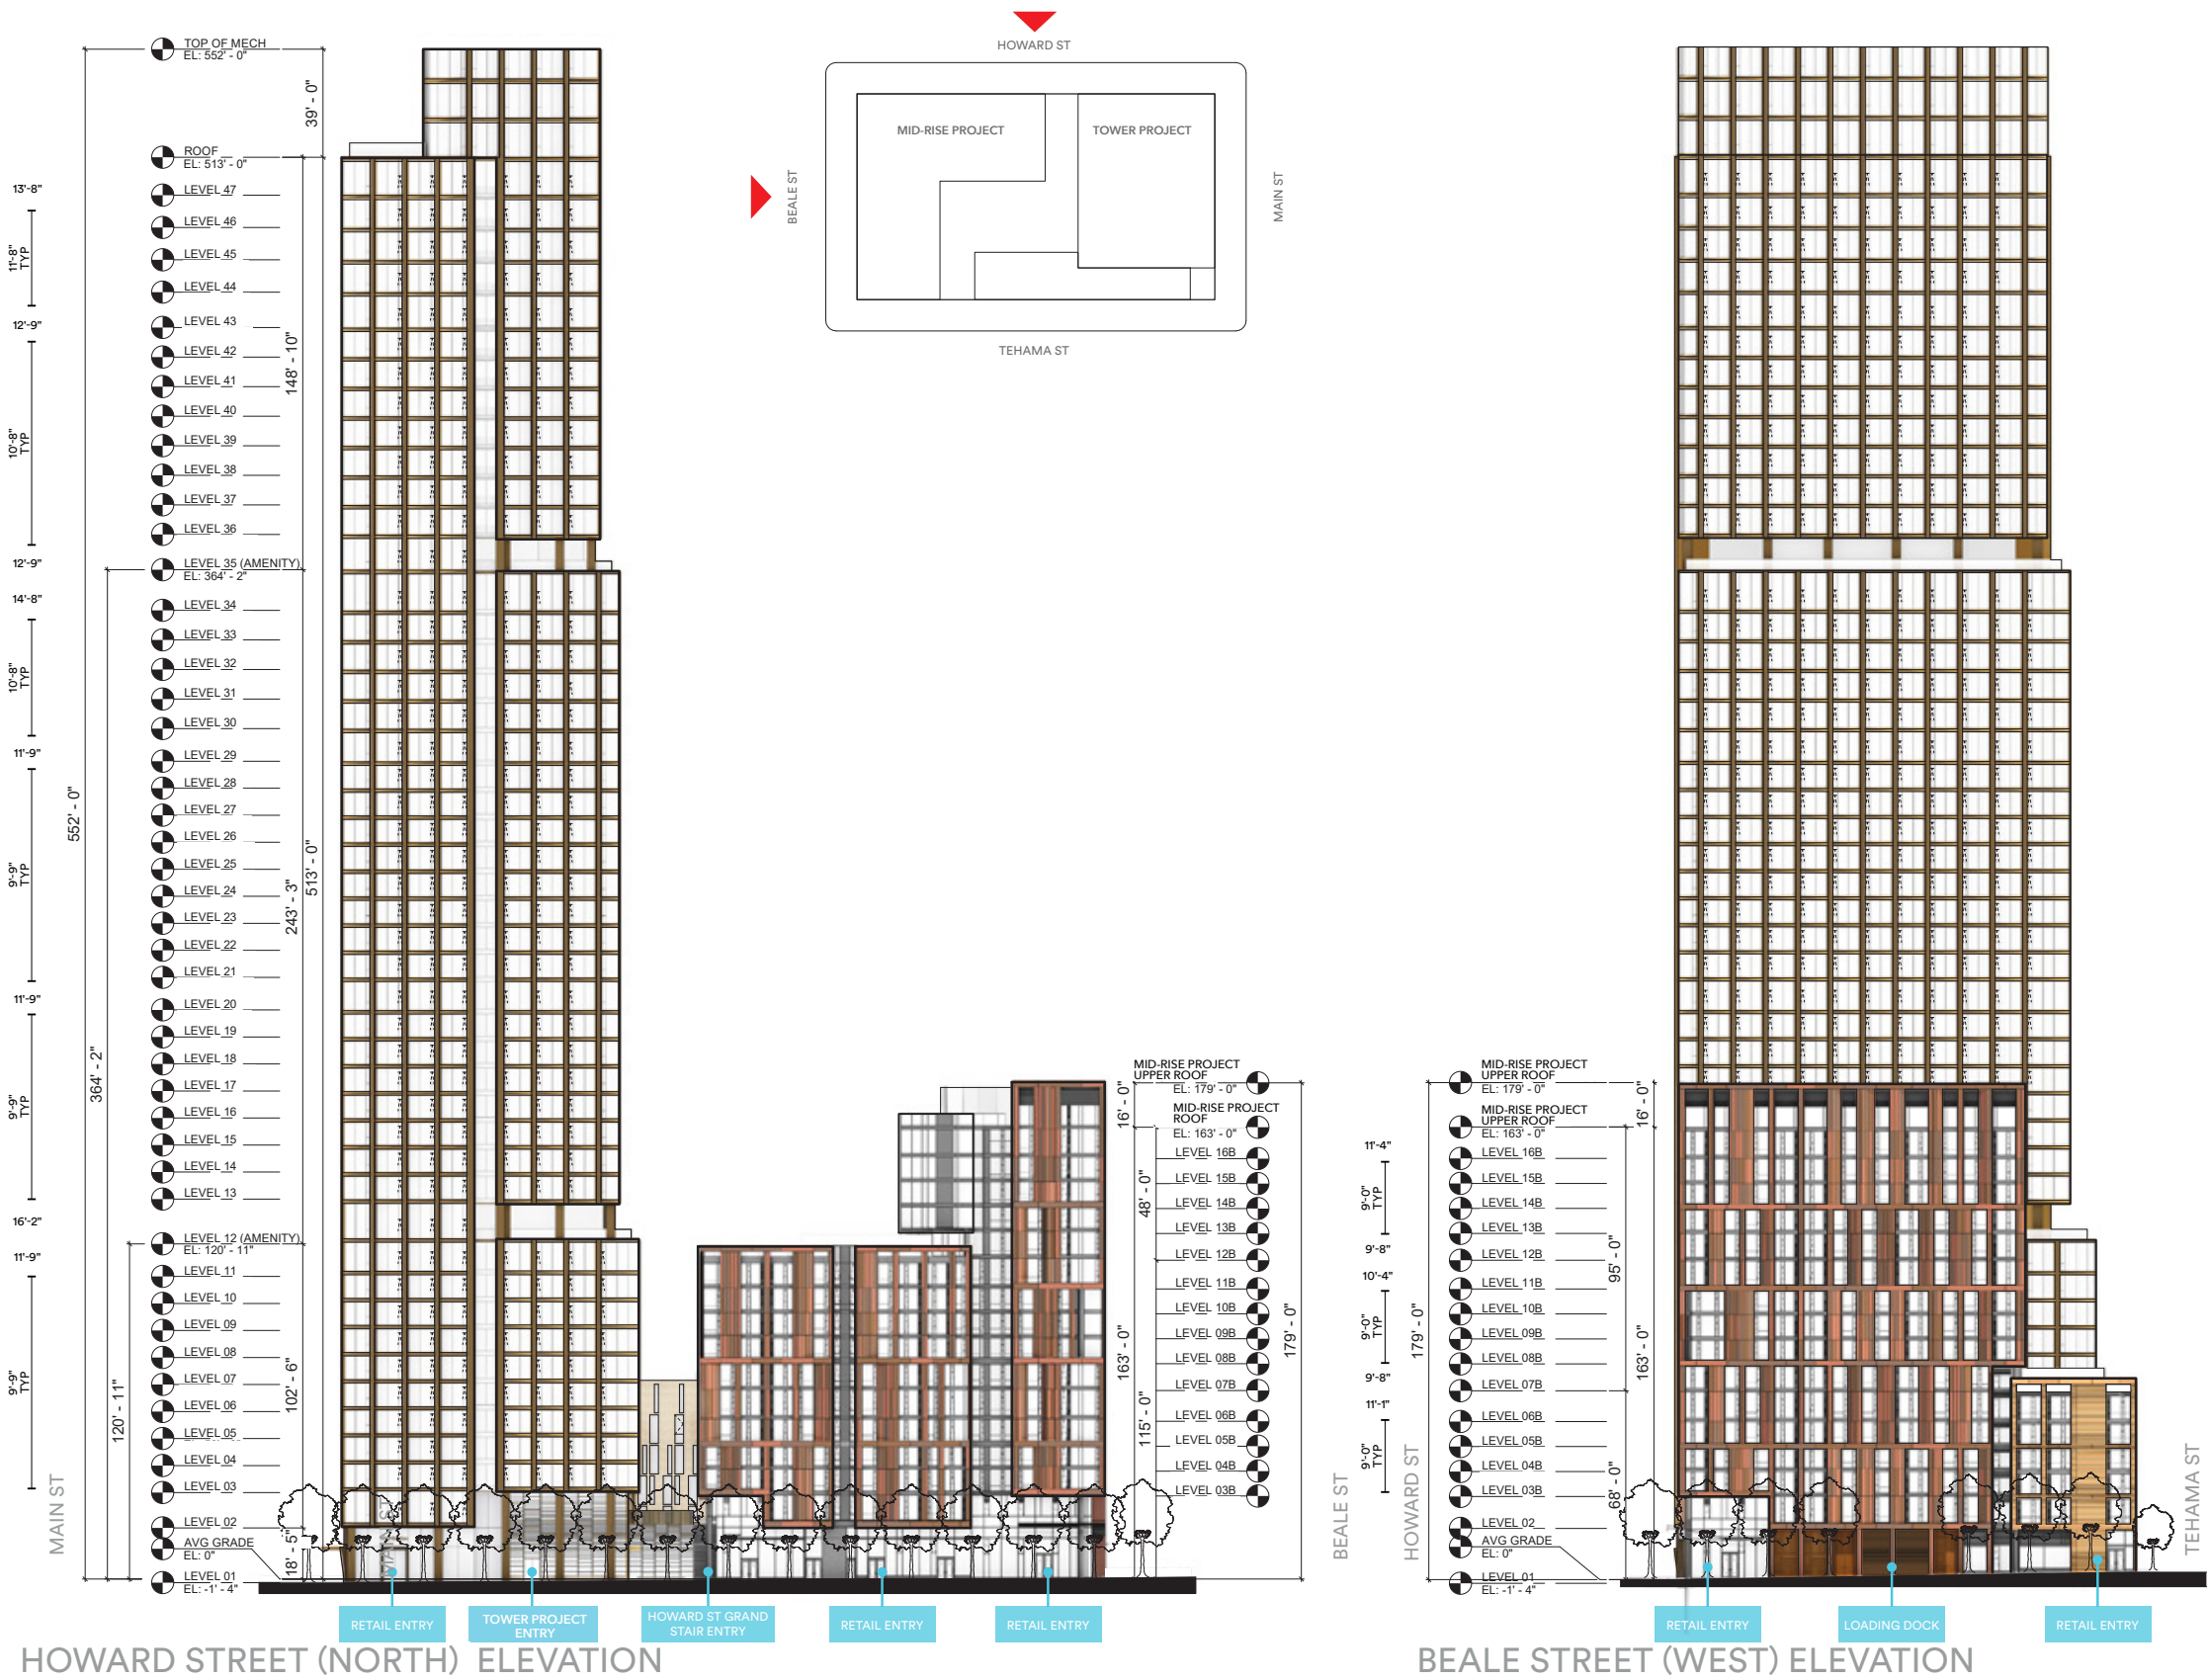 TOP OF MECH
EL: 552' - 0"
ROOF
EL: 513' - 0"
LEVEL 47
LEVEL 46
LEVEL 45
LEVEL 44
LEVEL 43
LEVEL 42
LEVEL 41
LEVEL 40
LEVEL 39
LEVEL 38
LEVEL 37
LEVEL 36
LEVEL 35 (AMENITY)
EL: 364' - 2"
LEVEL 34
LEVEL 33
LEVEL 32
LEVEL 31
LEVEL 30
LEVEL 29
LEVEL 28
LEVEL 27
LEVEL 26
LEVEL 25
LEVEL 24
LEVEL 23
LEVEL 22
LEVEL 21
LEVEL 20
LEVEL 19
LEVEL 18
LEVEL 17
LEVEL 16
LEVEL 15
LEVEL 14
LEVEL 13
LEVEL 12 (AMENITY)
EL: 120' - 11"
LEVEL 11
LEVEL 10
LEVEL 09
LEVEL 08
LEVEL 07
LEVEL 06
LEVEL 05
LEVEL 04
LEVEL 03
LEVEL 02
AVG GRADE
EL: 0"
LEVEL 01
EL: -1' - 4"
13'-8"
11'-8"
TYP
12'-9"
10'-8"
TYP
12'-9"
14'-8"
10'-8"
TYP
11'-9"
9'-9"
TYP
11'-9"
9'-9"
TYP
16'-2"
11'-9"
9'-9"
TYP
552' - 0"
364' - 2"
120' - 11"
39' - 0"
148' - 10"
513' - 0"
243' - 3"
102' - 6"
18' - 5"
MAIN ST
MAIN ST
HOWARD ST
MID-RISE PROJECT
TOWER PROJECT
BEALE ST
MAIN ST
TEHAMA ST
MID-RISE PROJECT
UPPER ROOF
EL: 179' - 0"
MID-RISE PROJECT
ROOF
EL: 163' - 0"
LEVEL 16B
LEVEL 15B
LEVEL 14B
LEVEL 13B
LEVEL 12B
LEVEL 11B
LEVEL 10B
LEVEL 09B
LEVEL 08B
LEVEL 07B
LEVEL 06B
LEVEL 05B
LEVEL 04B
LEVEL 03B
16' - 0"
48' - 0"
163' - 0"
115' - 0"
179' - 0"
BEALE ST
RETAIL ENTRY
TOWER PROJECT
ENTRY
HOWARD ST GRAND
STAIR ENTRY
RETAIL ENTRY
RETAIL ENTRY
HOWARD STREET (NORTH) ELEVATION
MID-RISE PROJECT
UPPER ROOF
EL: 179' - 0"
MID-RISE PROJECT
UPPER ROOF
EL: 163' - 0"
LEVEL 16B
LEVEL 15B
LEVEL 14B
LEVEL 13B
LEVEL 12B
LEVEL 11B
LEVEL 10B
LEVEL 09B
LEVEL 08B
LEVEL 07B
LEVEL 06B
LEVEL 05B
LEVEL 04B
LEVEL 03B
LEVEL 02
AVG GRADE
EL: 0"
LEVEL 01
EL: -1' - 4"
11'-4"
9'-0"
TYP
9'-8"
10'-4"
9'-0"
TYP
9'-8"
11'-1"
9'-0"
TYP
179' - 0"
16' - 0"
95' - 0"
163' - 0"
68' - 0"
HOWARD ST
TEHAMA ST
RETAIL ENTRY
LOADING DOCK
RETAIL ENTRY
BEALE STREET (WEST) ELEVATION